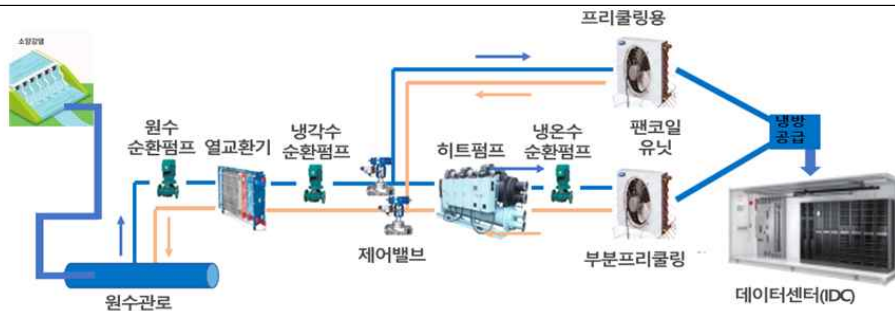 프리쿨링용
소양강댐
원수
순환펌프
열교환기
냉각수
순환펌프
히트펌프
냉온수
순환펌프
팬코일
유닛
냉방
공급
제어밸브
부분프리쿨링
원수관로
데이터센터(IDC)